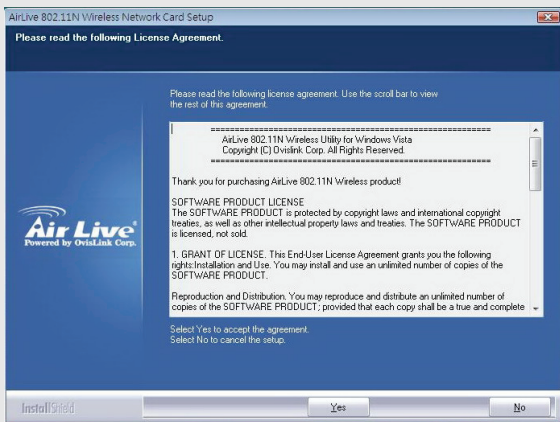 AirLive 802.11N Wireless Network Card Setup
Please read the following License Agreement.
Please read the following license agreement. Use the scroll bar to view
the rest of this agreement.
============================================================
AirLive 802.11N Wireless Utility for Windows Vista
Copyright (C) Ovislink Corp. All Rights Reserved.
============================================================
Thank you for purchasing AirLive 802.11N Wireless product!
SOFTWARE PRODUCT LICENSE
The SOFTWARE PRODUCT is protected by copyright laws and international copyright
treaties, as well as other intellectual property laws and treaties. The SOFTWARE PRODUCT
is licensed, not sold.
1. GRANT OF LICENSE. This End-User License Agreement grants you the following
rights:Installation and Use. You may install and use an unlimited number of copies of the
SOFTWARE PRODUCT.
Reproduction and Distribution. You may reproduce and distribute an unlimited number of
copies of the SOFTWARE PRODUCT; provided that each copy shall be a true and complete
Air Live®
Powered by OvisLink Corp.
Select Yes to accept the agreement.
Select No to cancel the setup.
InstallShield
Yes
No